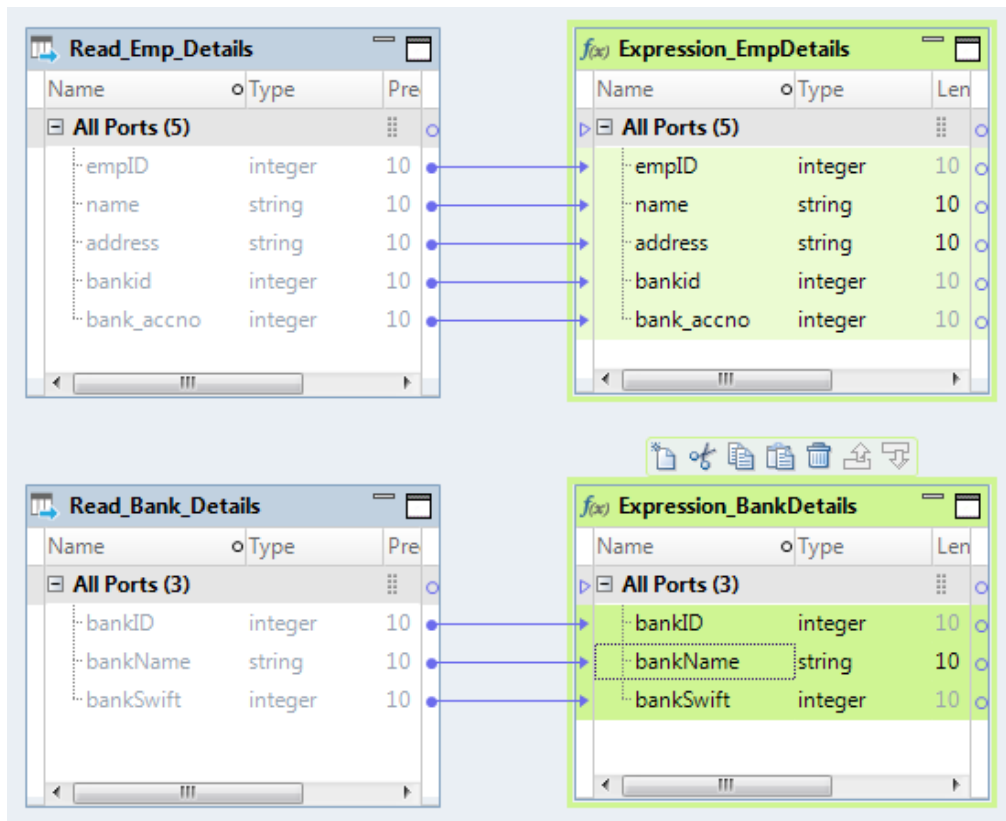 Read_Emp_Details
Name Type Pre
All Ports (5)
empID integer 10
name string 10
address string 10
bankid integer 10
bank_accno integer 10
f(x) Expression_EmpDetails
Name Type Len
All Ports (5)
empID integer 10
name string 10
address string 10
bankid integer 10
bank_accno integer 10
Read_Bank_Details
Name Type Pre
All Ports (3)
bankID integer 10
bankName string 10
bankSwift integer 10
f(x) Expression_BankDetails
Name Type Len
All Ports (3)
bankID integer 10
bankName string 10
bankSwift integer 10